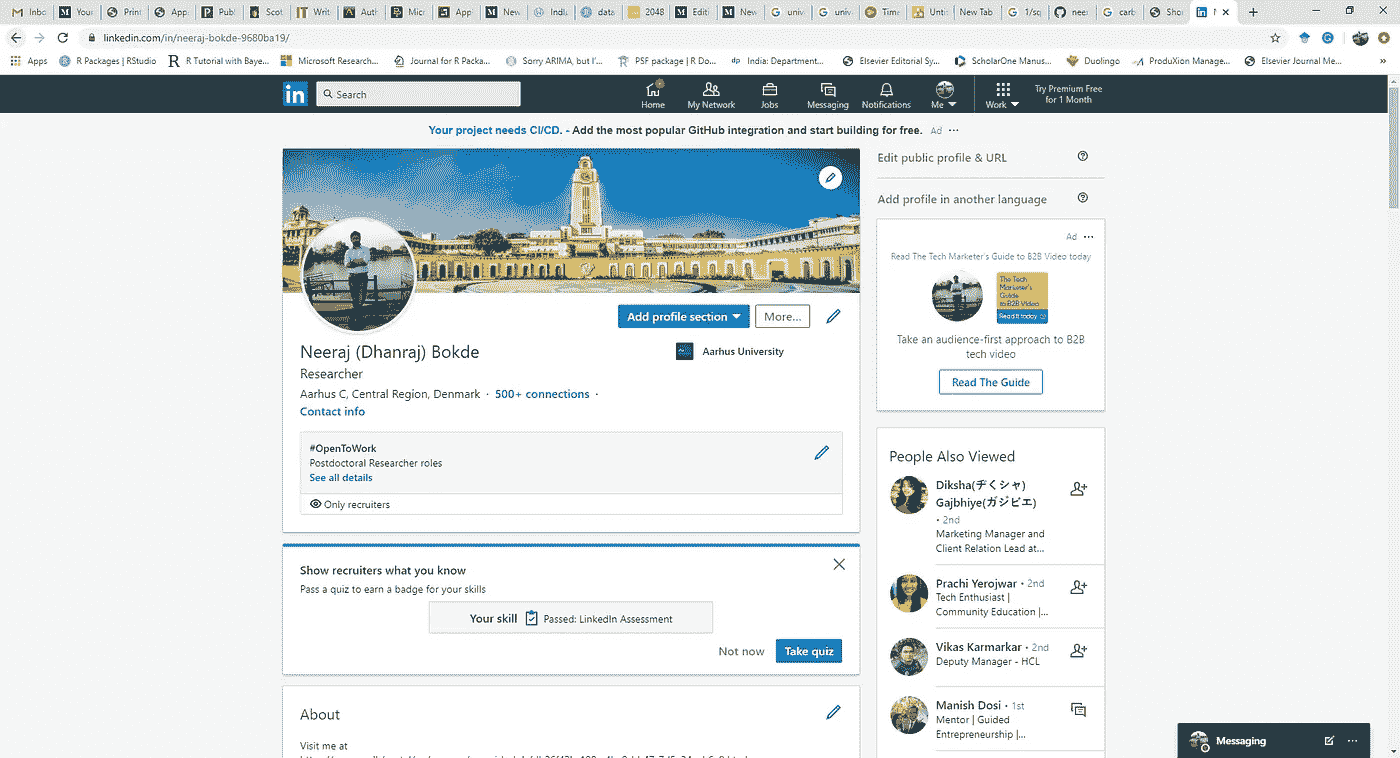 Inbo
Your
Print
App
Publ
Scot
Writ
Auth
Micr
Appl
New
India
data
2048
Editi
New
univ
univ
Time
Unti
New Tab
1/sq
neer
carb
Shor
linkedin.com/in/neeraj-bokde-9680ba19/
Apps
R Packages | RStudio
R Tutorial with Baye...
Microsoft Research...
Journal for R Packa...
Sorry ARIMA, but I'...
PSF package | R Do...
India: Department...
Elsevier Editorial Sy...
ScholarOne Manus...
Duolingo
ProduXion Manage...
Elsevier Journal Me...
in
Search
Home
My Network
Jobs
Messaging
Notifications
Me
Work
Try Premium Free
for 1 Month
Your project needs CI/CD. - Add the most popular GitHub integration and start building for free. Ad ···
Edit public profile & URL
Add profile in another language
Ad ···
Read The Tech Marketer's Guide to B2B Video today
The Tech
Marketer's
Guide
to B2B Video
Read it today
Take an audience-first approach to B2B
tech video
Read The Guide
Add profile section
More...
Neeraj (Dhanraj) Bokde
Aarhus University
Researcher
Aarhus C, Central Region, Denmark · 500+ connections ·
Contact info
#OpenToWork
Postdoctoral Researcher roles
See all details
Only recruiters
Show recruiters what you know
Pass a quiz to earn a badge for your skills
Your skill
Passed: LinkedIn Assessment
Not now
Take quiz
About
Visit me at
People Also Viewed
Diksha(ヂくシャ)
Gajbhiye(ガジビエ)
• 2nd
Marketing Manager and
Client Relation Lead at...
Prachi Yerojwar • 2nd
Tech Enthusiast |
Community Education |...
Vikas Karmarkar • 2nd
Deputy Manager - HCL
Manish Dosi • 1st
Mentor | Guided
Entrepreneurship |...
Messaging